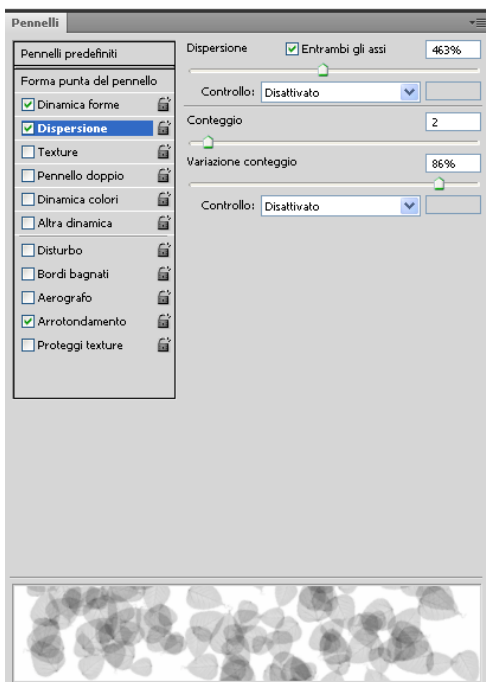 Pennelli
Pennelli predefiniti
Forma punta del pennello
Dinamica forme
Dispersione
Texture
Pennello doppio
Dinamica colori
Altra dinamica
Disturbo
Bordi bagnati
Aerografo
Arrotondamento
Proteggi texture
Dispersione Entrambi gli assi 463%
Controllo: Disattivato
Conteggio 2
Variazione conteggio 86%
Controllo: Disattivato